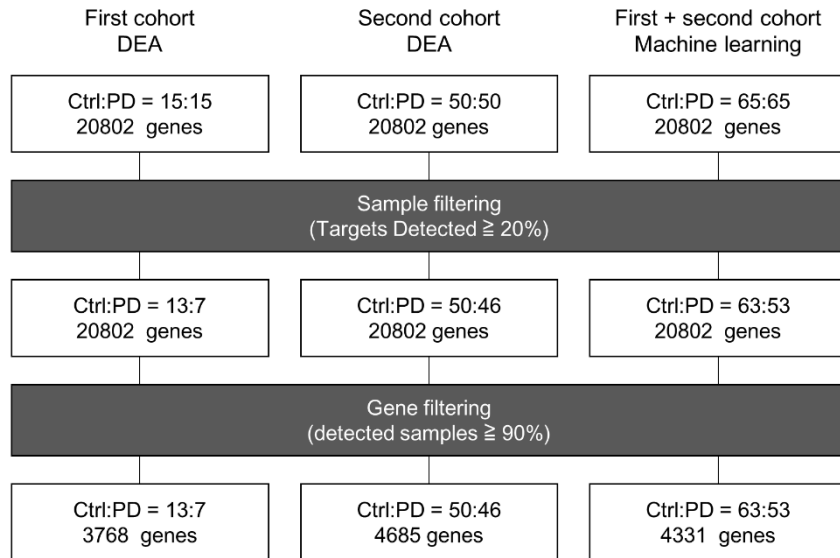 First cohort
DEA
Second cohort
DEA
First + second cohort
Machine learning
Ctrl:PD = 15:15
20802 genes
Ctrl:PD = 50:50
20802 genes
Ctrl:PD = 65:65
20802 genes
Sample filtering
(Targets Detected ≧ 20%)
Ctrl:PD = 13:7
20802 genes
Ctrl:PD = 50:46
20802 genes
Ctrl:PD = 63:53
20802 genes
Gene filtering
(detected samples ≧ 90%)
Ctrl:PD = 13:7
3768 genes
Ctrl:PD = 50:46
4685 genes
Ctrl:PD = 63:53
4331 genes